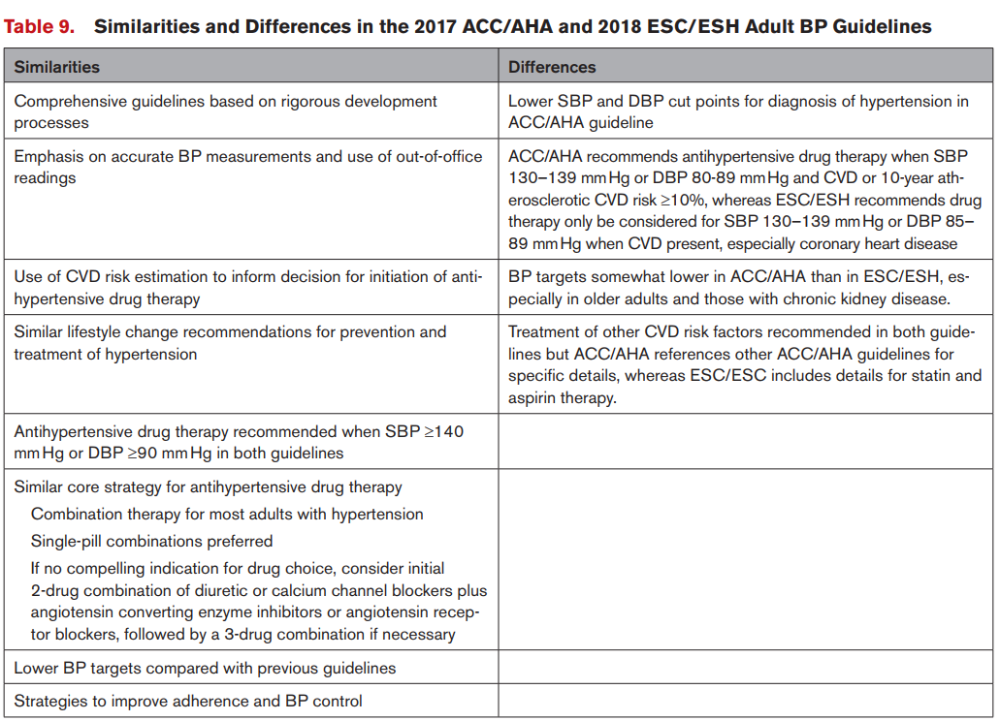 Table 9. Similarities and Differences in the 2017 ACC/AHA and 2018 ESC/ESH Adult BP Guidelines
Similarities
Differences
Comprehensive guidelines based on rigorous development
processes
Lower SBP and DBP cut points for diagnosis of hypertension in
ACC/AHA guideline
Emphasis on accurate BP measurements and use of out-of-office
readings
ACC/AHA recommends antihypertensive drug therapy when SBP
130–139 mm Hg or DBP 80-89 mm Hg and CVD or 10-year ath-
erosclerotic CVD risk ≥10%, whereas ESC/ESH recommends drug
therapy only be considered for SBP 130–139 mm Hg or DBP 85–
89 mm Hg when CVD present, especially coronary heart disease
Use of CVD risk estimation to inform decision for initiation of anti-
hypertensive drug therapy
BP targets somewhat lower in ACC/AHA than in ESC/ESH, es-
pecially in older adults and those with chronic kidney disease.
Similar lifestyle change recommendations for prevention and
treatment of hypertension
Treatment of other CVD risk factors recommended in both guide-
lines but ACC/AHA references other ACC/AHA guidelines for
specific details, whereas ESC/ESC includes details for statin and
aspirin therapy.
Antihypertensive drug therapy recommended when SBP ≥140
mm Hg or DBP ≥90 mm Hg in both guidelines
Similar core strategy for antihypertensive drug therapy
Combination therapy for most adults with hypertension
Single-pill combinations preferred
If no compelling indication for drug choice, consider initial
2-drug combination of diuretic or calcium channel blockers plus
angiotensin converting enzyme inhibitors or angiotensin recep-
tor blockers, followed by a 3-drug combination if necessary
Lower BP targets compared with previous guidelines
Strategies to improve adherence and BP control